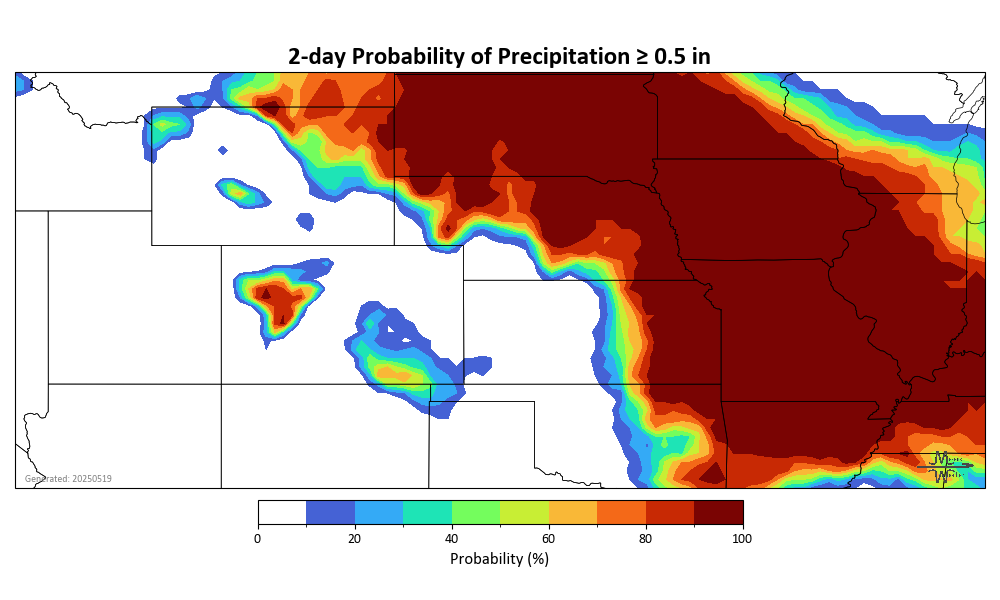 2-day Probability of Precipitation ≥ 0.5 in
Generated: 20250519
0 20 40 60 80 100
Probability (%)